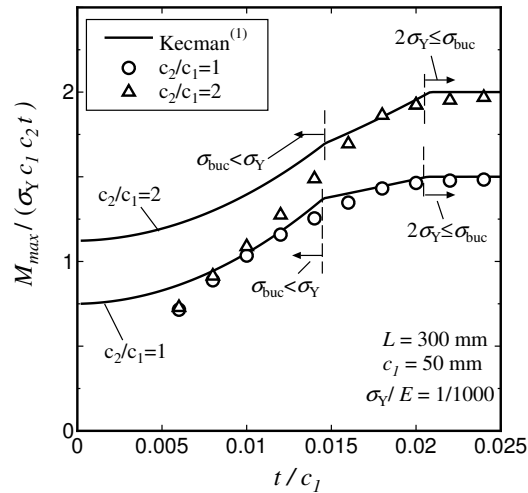 Kecman(1)
c2/c1=1
c2/c1=2
2σY≤σbuc
σbuc<σY
c2/c1=2
2σY≤σbuc
σbuc<σY
c2/c1=1
L = 300 mm
c1 = 50 mm
σY/ E = 1/1000
2
1
0
0 0.005 0.01 0.015 0.02 0.025
t / c1
Mmax / (σY c1 c2 t)